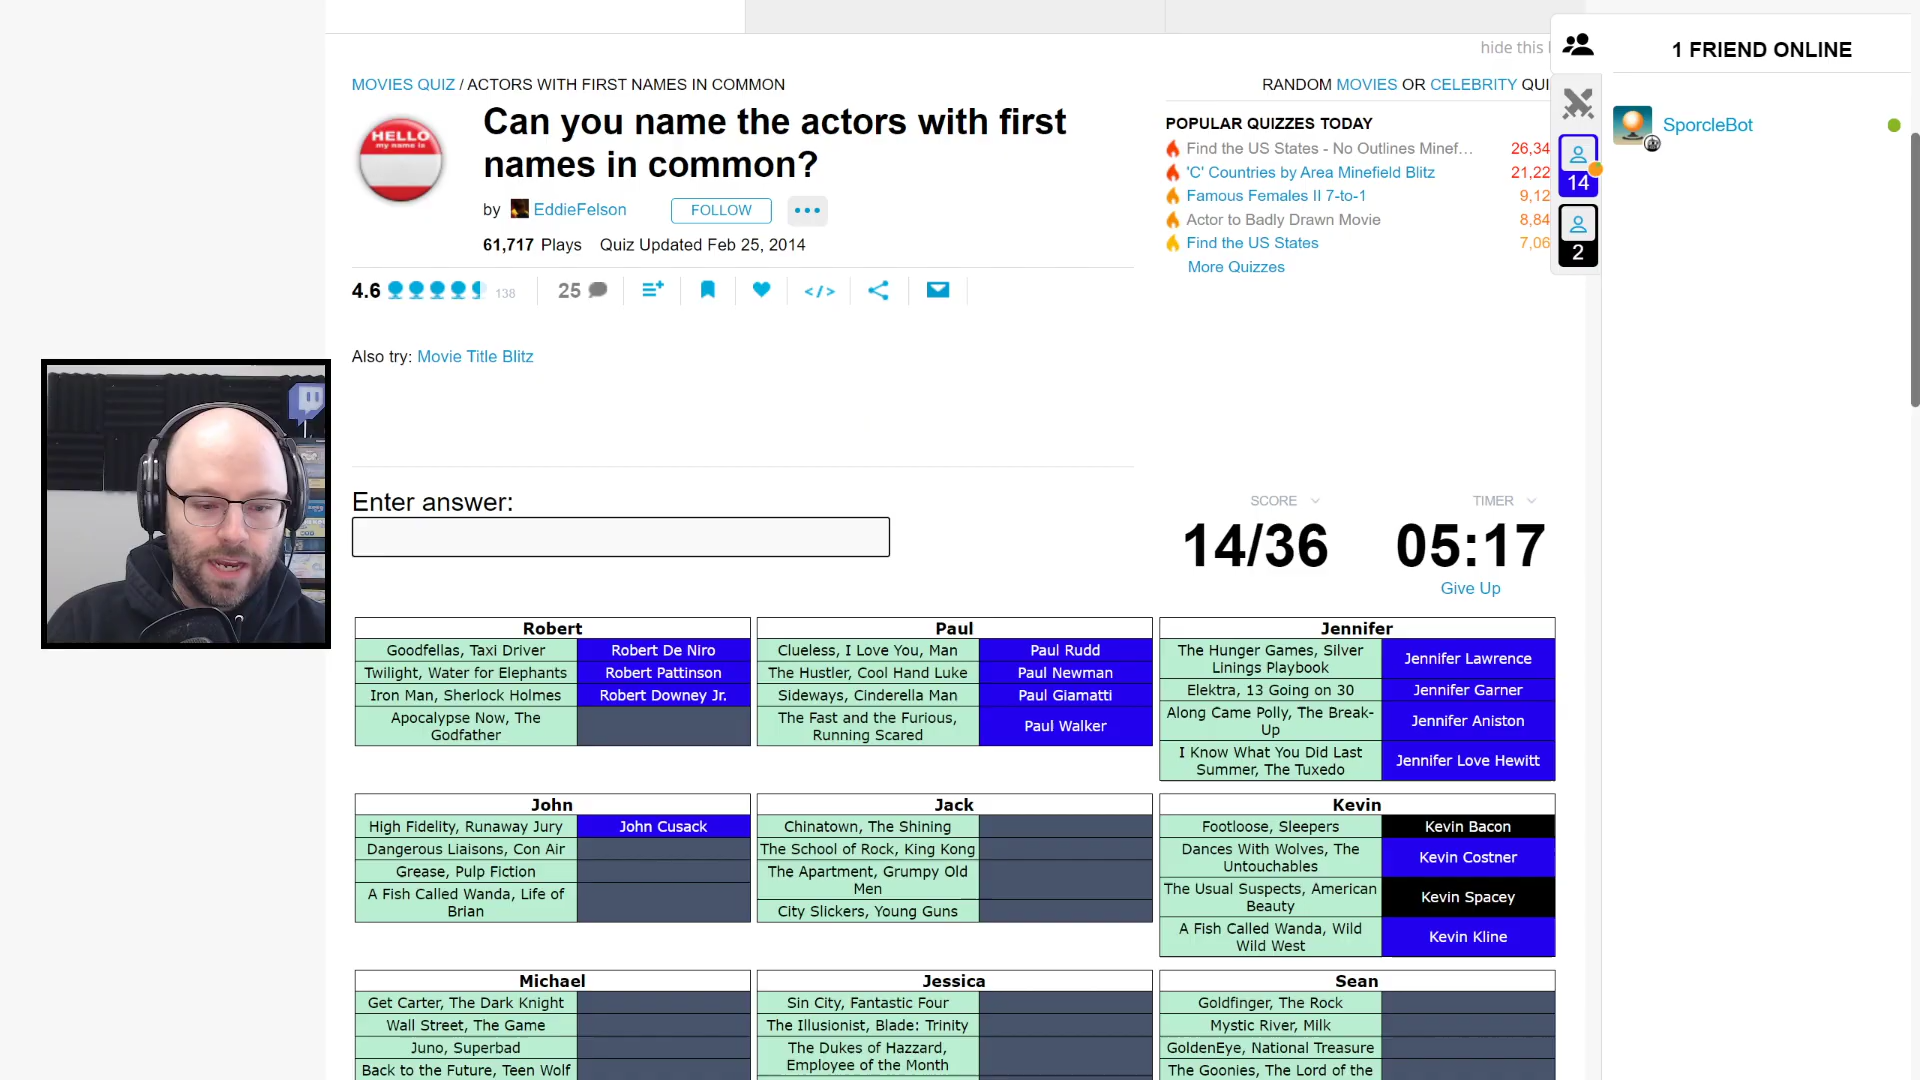 hide this
1 FRIEND ONLINE
MOVIES QUIZ / ACTORS WITH FIRST NAMES IN COMMON
RANDOM MOVIES OR CELEBRITY QUI
HELLO
my name is
Can you name the actors with first
names in common?
by EddieFelson
FOLLOW
61,717 Plays Quiz Updated Feb 25, 2014
POPULAR QUIZZES TODAY
Find the US States - No Outlines Minef... 26,34
'C' Countries by Area Minefield Blitz 21,22
Famous Females II 7-to-1 9,12
Actor to Badly Drawn Movie 8,84
Find the US States 7,06
More Quizzes
14
2
SporcleBot
4.6 138 25 </>
Also try: Movie Title Blitz
Enter answer:
SCORE
14/36
TIMER
05:17
Give Up
Robert
Goodfellas, Taxi Driver Robert De Niro
Twilight, Water for Elephants Robert Pattinson
Iron Man, Sherlock Holmes Robert Downey Jr.
Apocalypse Now, The
Godfather
Paul
Clueless, I Love You, Man Paul Rudd
The Hustler, Cool Hand Luke Paul Newman
Sideways, Cinderella Man Paul Giamatti
The Fast and the Furious,
Running Scared
Paul Walker
Jennifer
The Hunger Games, Silver
Linings Playbook
Jennifer Lawrence
Elektra, 13 Going on 30 Jennifer Garner
Along Came Polly, The Break-
Up
Jennifer Aniston
I Know What You Did Last
Summer, The Tuxedo
Jennifer Love Hewitt
John
High Fidelity, Runaway Jury John Cusack
Dangerous Liaisons, Con Air
Grease, Pulp Fiction
A Fish Called Wanda, Life of
Brian
Jack
Chinatown, The Shining
The School of Rock, King Kong
The Apartment, Grumpy Old
Men
City Slickers, Young Guns
Kevin
Footloose, Sleepers Kevin Bacon
Dances With Wolves, The
Untouchables
Kevin Costner
The Usual Suspects, American
Beauty
Kevin Spacey
A Fish Called Wanda, Wild
Wild West
Kevin Kline
Michael
Get Carter, The Dark Knight
Wall Street, The Game
Juno, Superbad
Back to the Future, Teen Wolf
Jessica
Sin City, Fantastic Four
The Illusionist, Blade: Trinity
The Dukes of Hazzard,
Employee of the Month
Sean
Goldfinger, The Rock
Mystic River, Milk
GoldenEye, National Treasure
The Goonies, The Lord of the